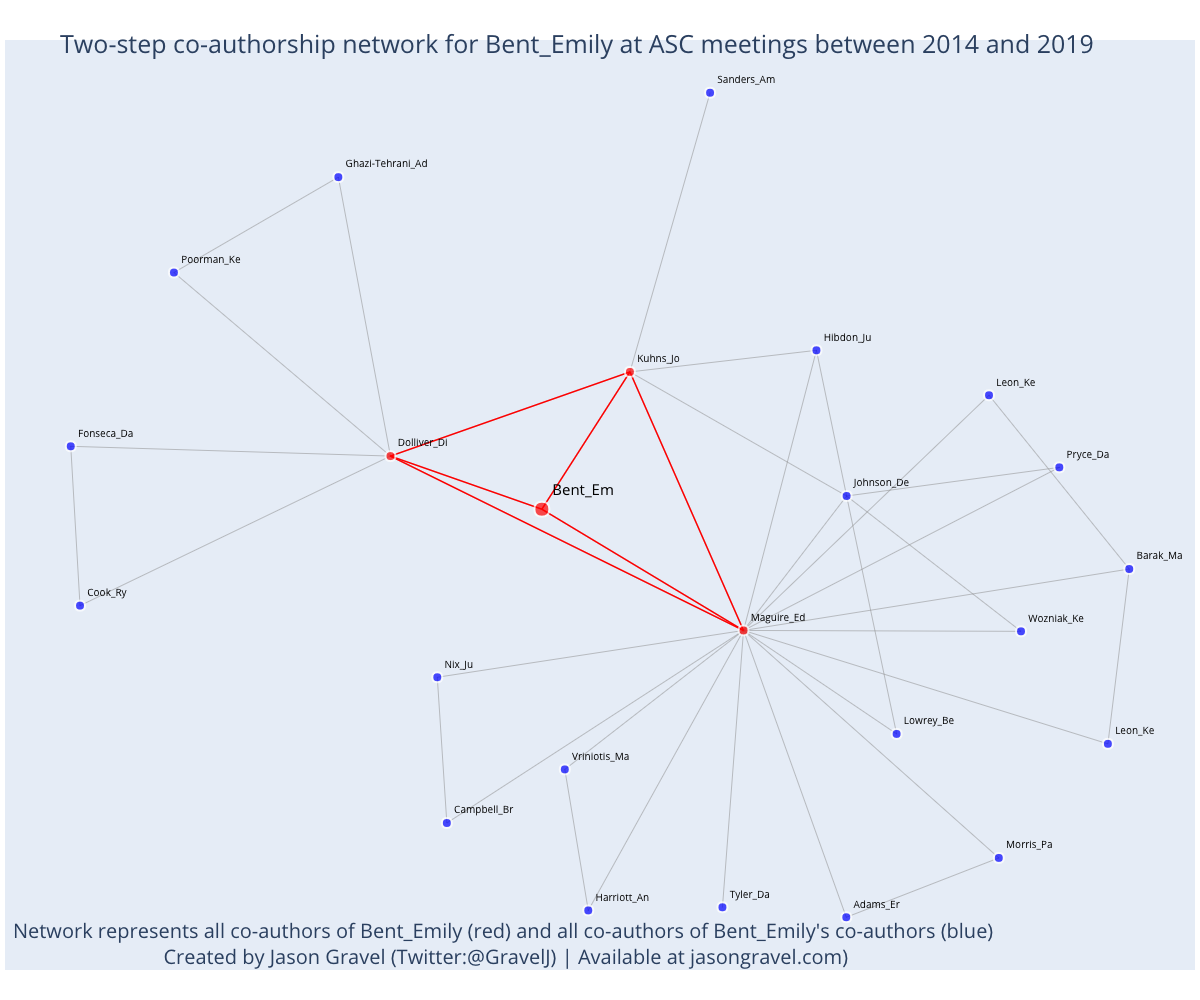 Two-step co-authorship network for Bent_Emily at ASC meetings between 2014 and 2019
Sanders_Am
Ghazi-Tehrani_Ad
Poorman_Ke
Hibdon_Ju
Kuhns_Jo
Leon_Ke
Fonseca_Da
Dolliver_Di
Pryce_Da
Johnson_De
Bent_Em
Barak_Ma
Cook_Ry
Maguire_Ed
Wozniak_Ke
Nix_Ju
Lowrey_Be
Leon_Ke
Vriniotis_Ma
Campbell_Br
Morris_Pa
Harriott_An
Tyler_Da
Adams_Er
Network represents all co-authors of Bent_Emily (red) and all co-authors of Bent_Emily's co-authors (blue)
Created by Jason Gravel (Twitter:@GravelJ) | Available at jasongravel.com)